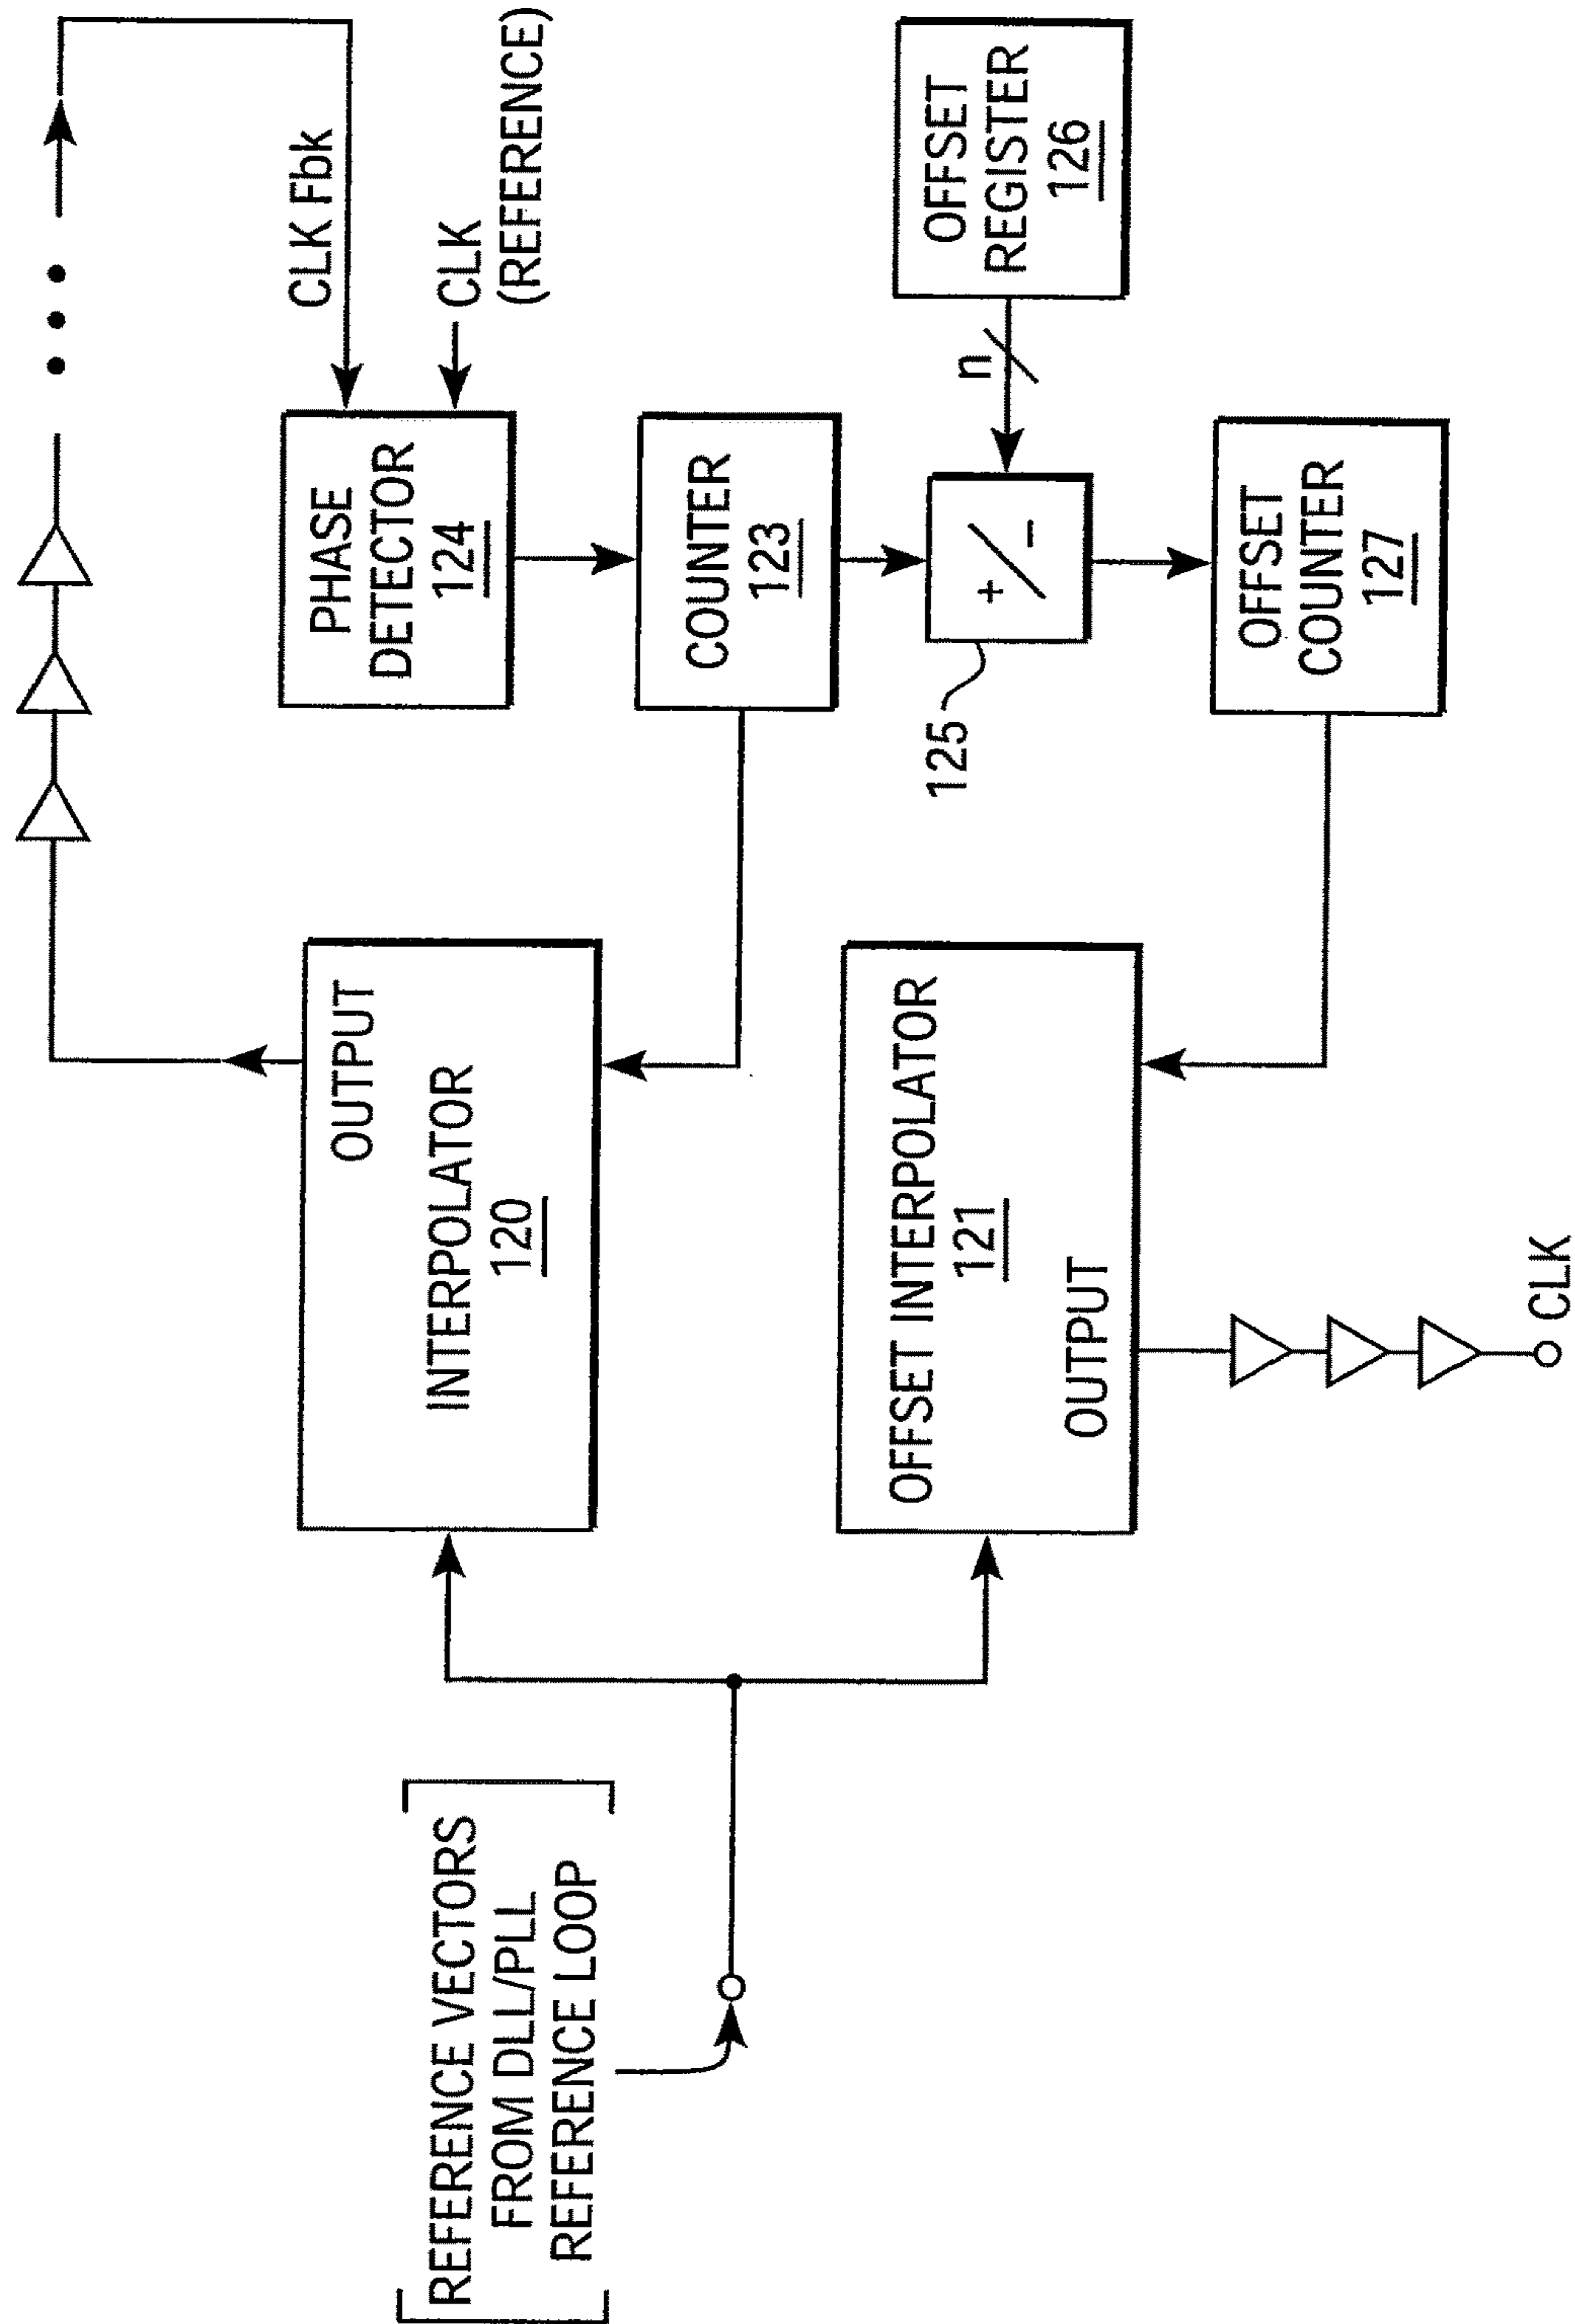 REFERENCE VECTORS
FROM DLL/PLL
REFERENCE LOOP
OUTPUT
INTERPOLATOR
120
OFFSET INTERPOLATOR
121
OUTPUT
CLK
CLK Fbk
CLK
(REFERENCE)
PHASE
DETECTOR
124
COUNTER
123
+/-
125
n
OFFSET
REGISTER
126
OFFSET
COUNTER
127